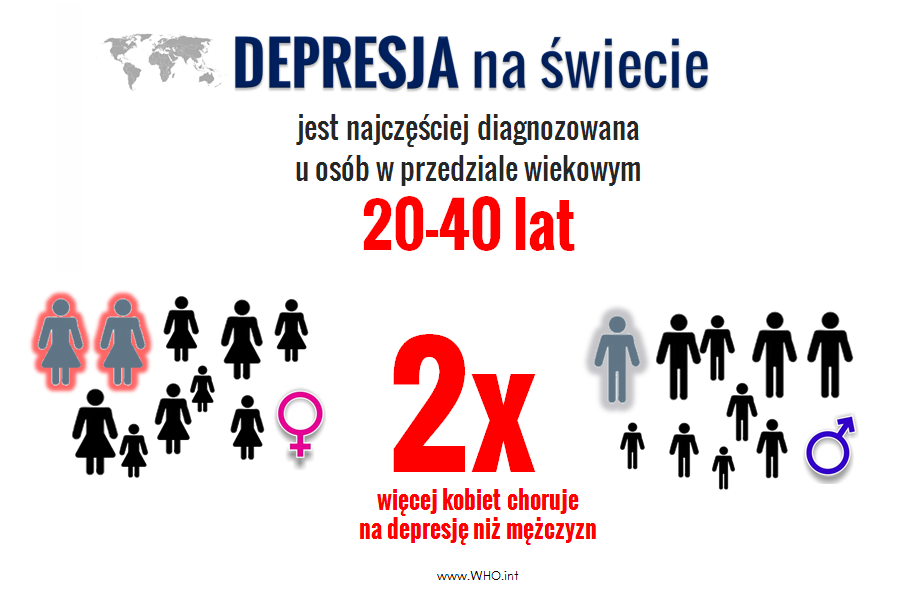 DEPRESJA na świecie
jest najczęściej diagnozowana
u osób w przedziale wiekowym
20-40 lat
2x
więcej kobiet choruje
na depresję niż mężczyzn
www.WHO.int